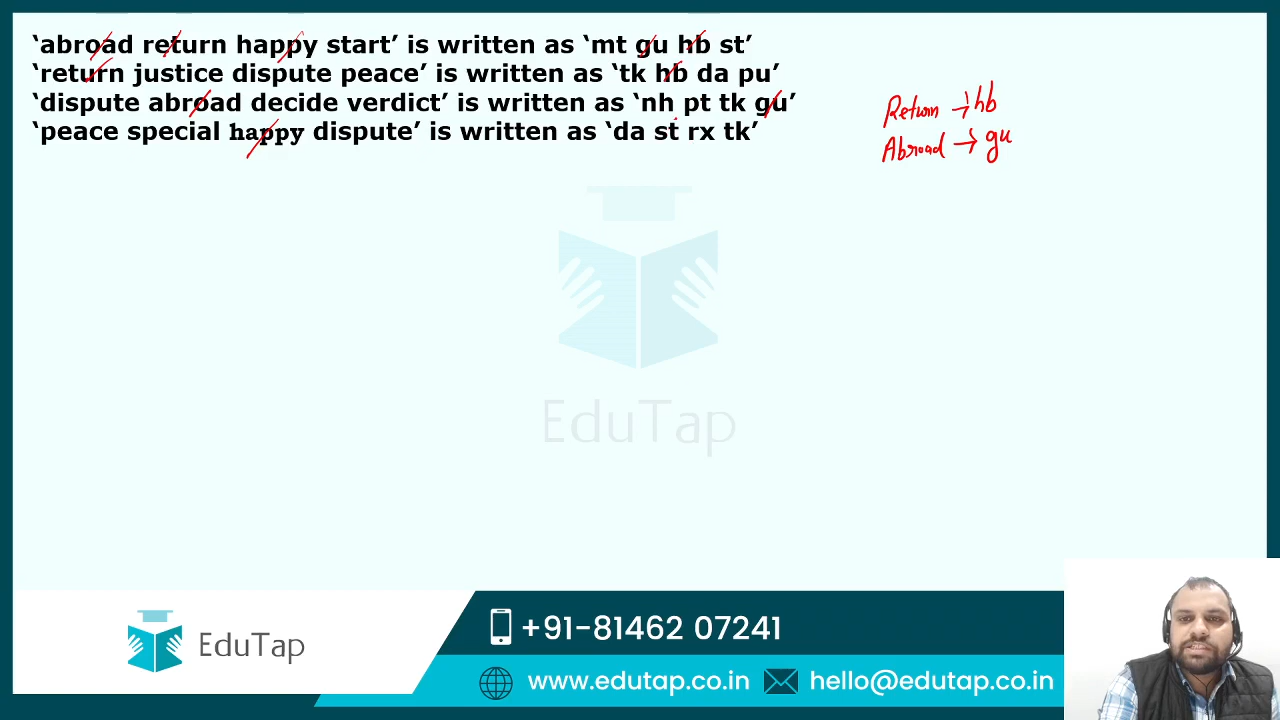 ‘abroad return happy start’ is written as ‘mt gu hb st’
‘return justice dispute peace’ is written as ‘tk hb da pu’
‘dispute abroad decide verdict’ is written as ‘nh pt tk gu’
‘peace special happy dispute’ is written as ‘da st rx tk’
Return → hb
Abroad → gu
EduTap
EduTap
+91-81462 07241
www.edutap.co.in
hello@edutap.co.in